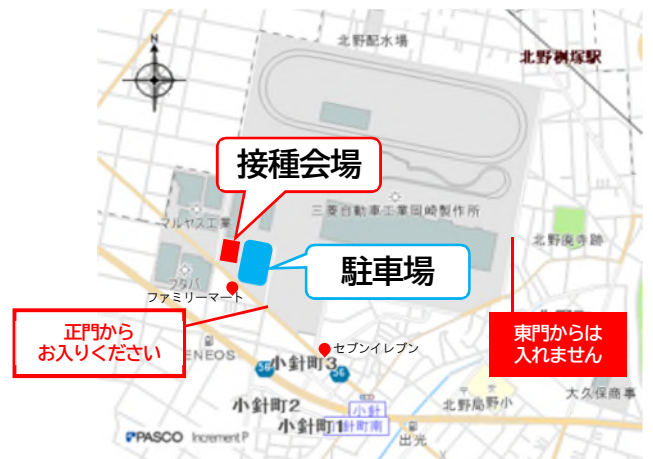 北野配水場
北野桝塚駅
N
接種会場
三菱自動車工業岡崎製作所
マルヤス工業
北野廃寺跡
駐車場
フタバ
ファミリーマート
正門から
お入りください
東門からは
入れません
ENEOS
セブンイレブン
小針町3
56
56
小針町2
小針
北野局
野小
大久保商事
小針町1
小針町南
出光
PASCO Increment P